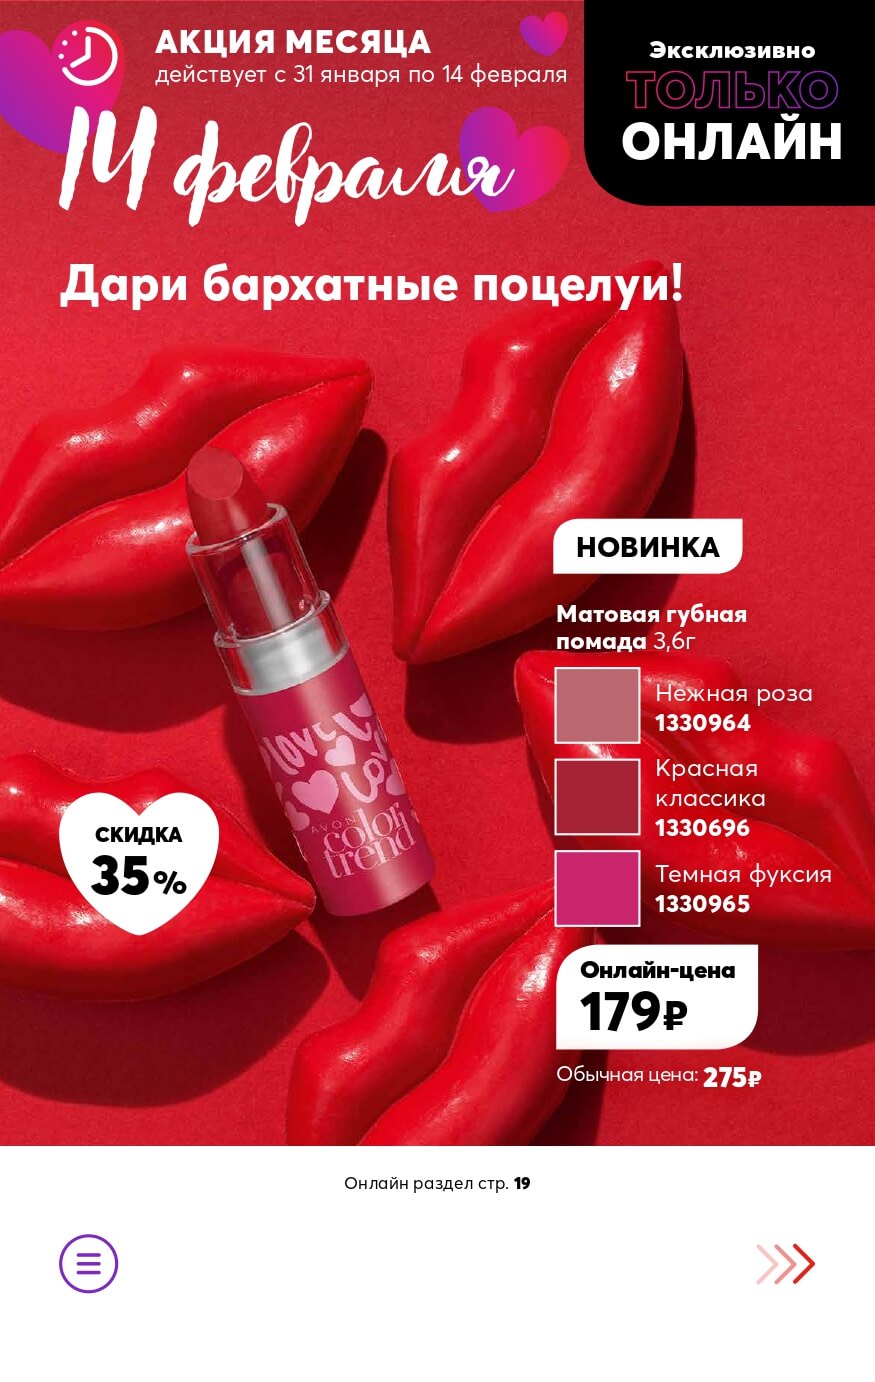 АКЦИЯ МЕСЯЦА
действует с 31 января по 14 февраля
Эксклюзивно
ТОЛЬКО
ОНЛАЙН
14 февраля
Дари бархатные поцелуи!
НОВИНКА
Матовая губная
помада 3,6г
Нежная роза
1330964
Красная
классика
1330696
Темная фуксия
1330965
love
love
AVON
color
trend
СКИДКА
35%
Онлайн-цена
179₽
Обычная цена: 275₽
Онлайн раздел стр. 19